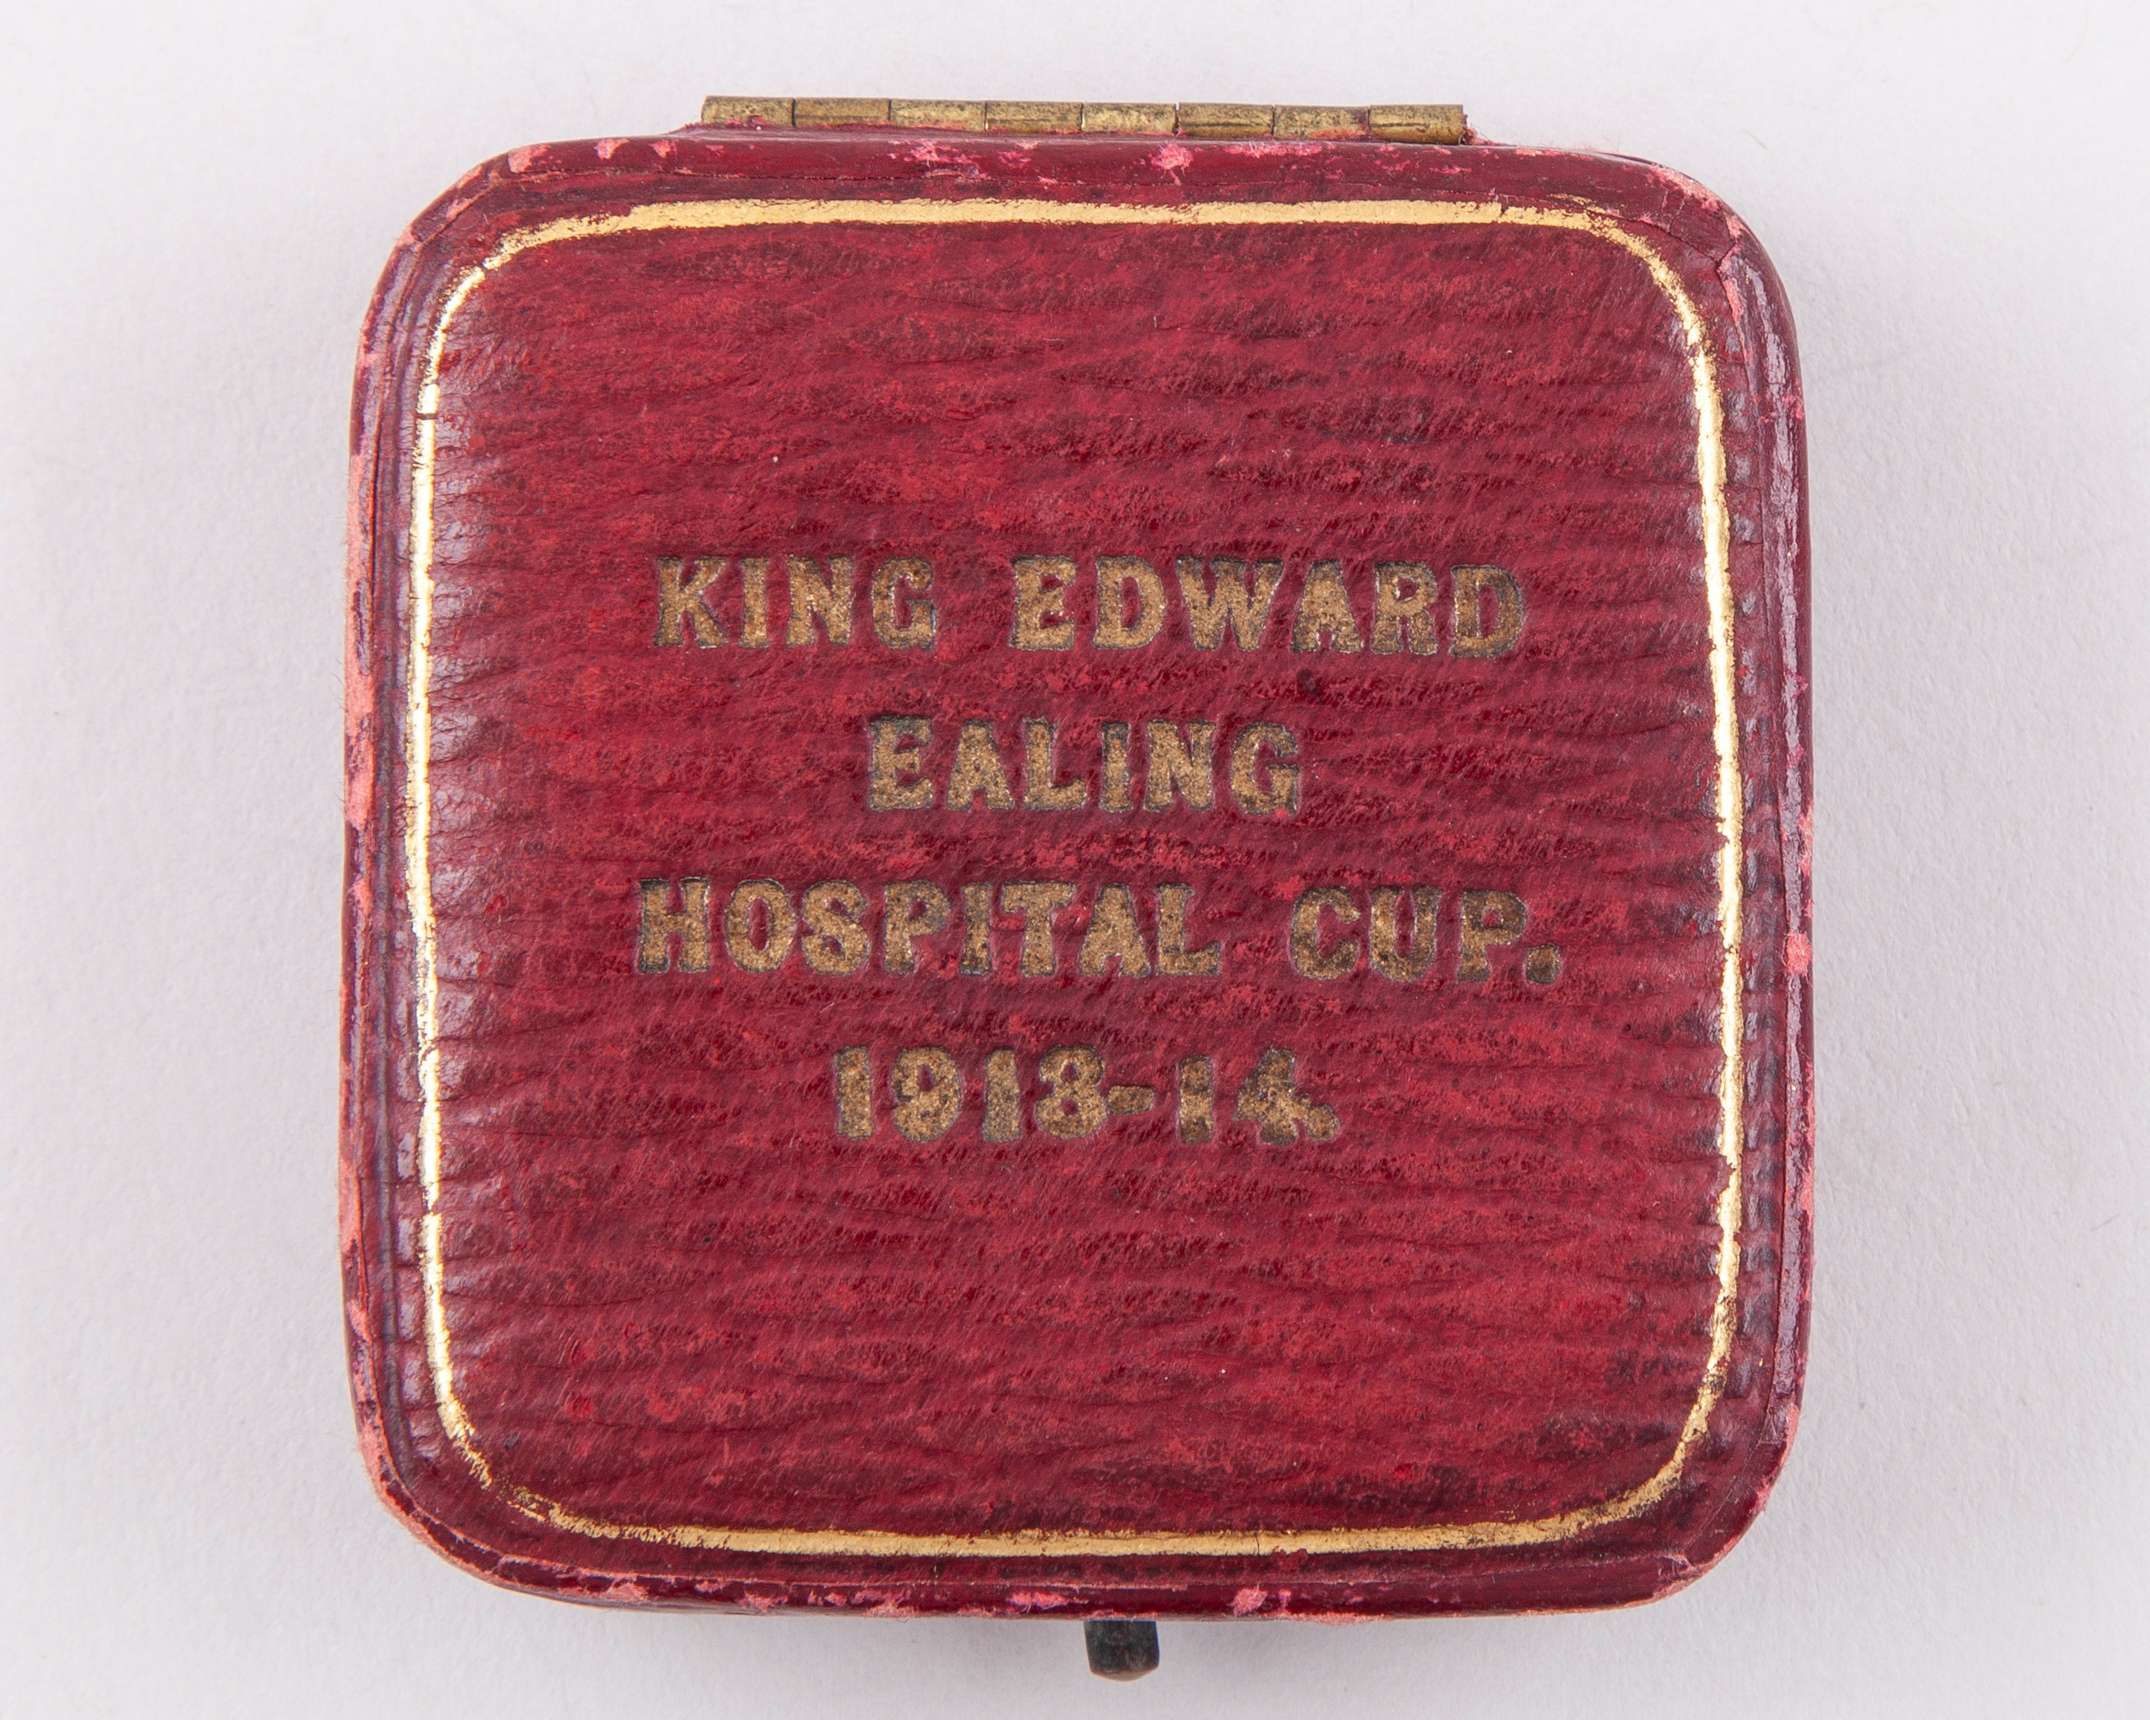 KING EDWARD
EALING
HOSPITAL CUP.
1913-14.